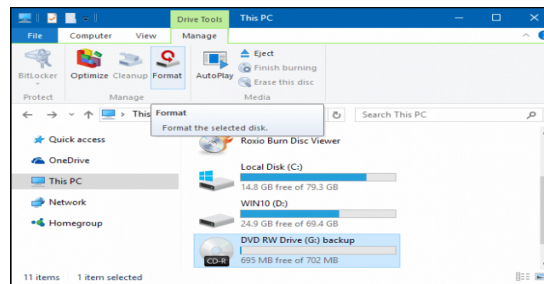 Drive Tools This PC
File Computer View Manage
BitLocker Optimize Cleanup Format AutoPlay
Eject
Finish burning
Erase this disc
Protect Manage Media
This
Search This PC
Format
Format the selected disk.
Quick access
OneDrive
This PC
Network
Homegroup
Roxio Burn Disc Viewer
Local Disk (C:)
14.8 GB free of 79.3 GB
WIN10 (D:)
24.9 GB free of 69.4 GB
DVD RW Drive (G:) backup
CD-R
695 MB free of 702 MB
11 items 1 item selected